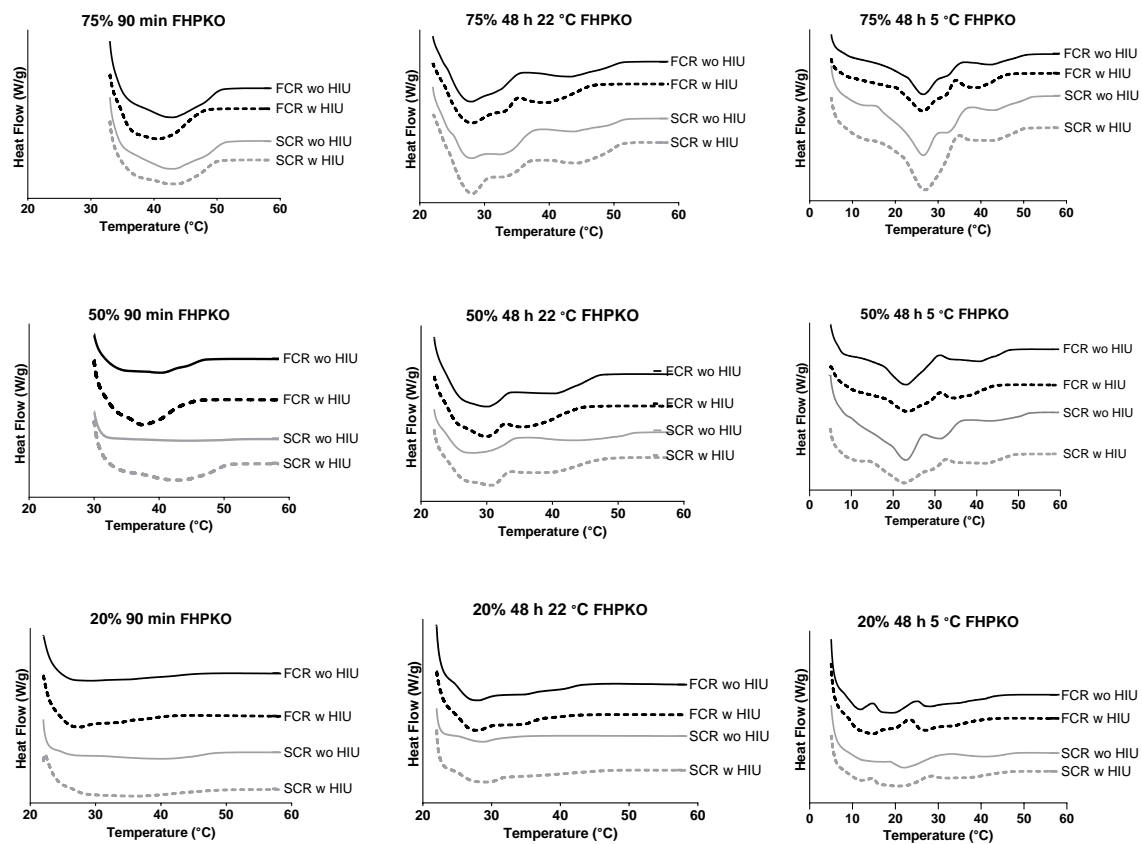 75% 90 min FHPKO
Heat Flow (W/g)
FCR wo HIU
FCR w HIU
SCR wo HIU
SCR w HIU
20 30 40 50 60
Temperature (°C)
75% 48 h 22 °C FHPKO
Heat Flow (W/g)
FCR wo HIU
FCR w HIU
SCR wo HIU
SCR w HIU
20 30 40 50 60
Temperature (°C)
75% 48 h 5 °C FHPKO
Heat Flow (W/g)
FCR wo HIU
FCR w HIU
SCR wo HIU
SCR w HIU
0 10 20 30 40 50 60
Temperature (°C)
50% 90 min FHPKO
Heat Flow (W/g)
FCR wo HIU
FCR w HIU
SCR wo HIU
SCR w HIU
20 30 40 50 60
Temperature (°C)
50% 48 h 22 °C FHPKO
Heat Flow (W/g)
FCR wo HIU
FCR w HIU
SCR wo HIU
SCR w HIU
20 30 40 50 60
Temperature (°C)
50% 48 h 5 °C FHPKO
Heat Flow (W/g)
FCR wo HIU
FCR w HIU
SCR wo HIU
SCR w HIU
0 10 20 30 40 50 60
Temperature (°C)
20% 90 min FHPKO
Heat Flow (W/g)
FCR wo HIU
FCR w HIU
SCR wo HIU
SCR w HIU
20 30 40 50 60
Temperature (°C)
20% 48 h 22 °C FHPKO
Heat Flow (W/g)
FCR wo HIU
FCR w HIU
SCR wo HIU
SCR w HIU
20 30 40 50 60
Temperature (°C)
20% 48 h 5 °C FHPKO
Heat Flow (W/g)
FCR wo HIU
FCR w HIU
SCR wo HIU
SCR w HIU
0 10 20 30 40 50 60
Temperature (°C)